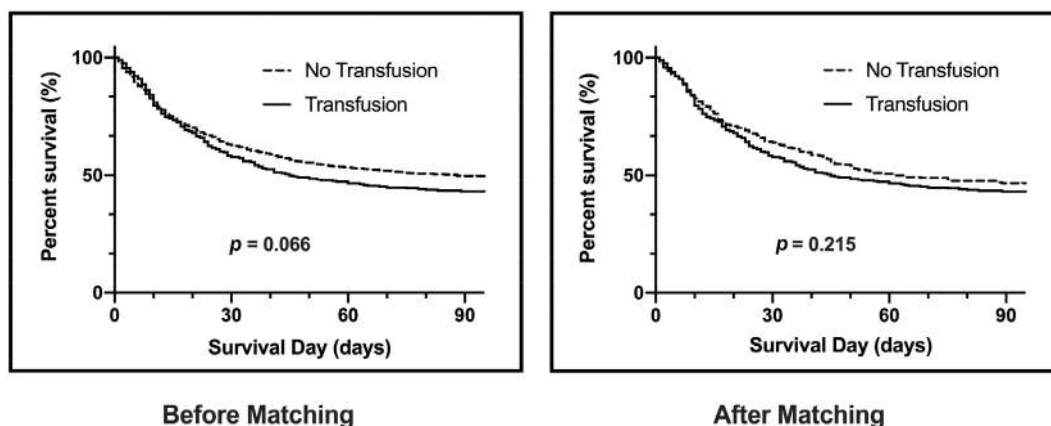 100
50
0
Percent survival (%)
No Transfusion
Transfusion
p = 0.066
0 30 60 90
Survival Day (days)
Before Matching
100
50
0
Percent survival (%)
No Transfusion
Transfusion
p = 0.215
0 30 60 90
Survival Day (days)
After Matching